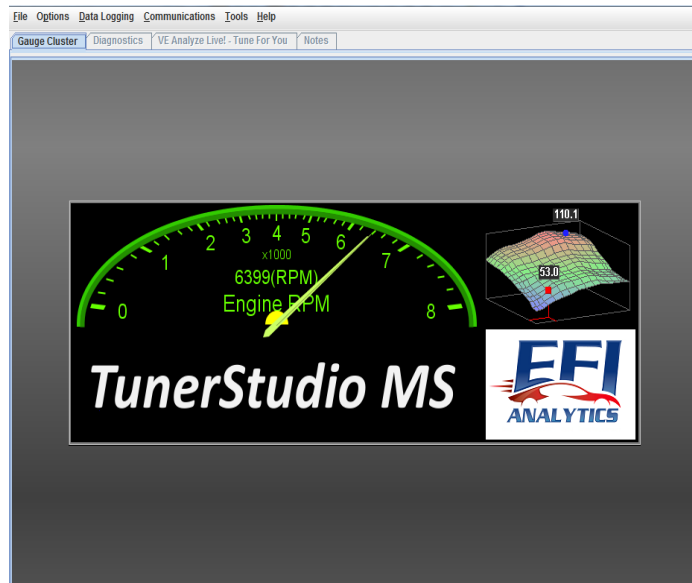 File Options Data Logging Communications Tools Help
Gauge Cluster Diagnostics VE Analyze Live! - Tune For You Notes
110.1
53.0
0 1 2 3 4 5 6 7 8
x1000
6399(RPM)
Engine RPM
TunerStudio MS
EFI
ANALYTICS